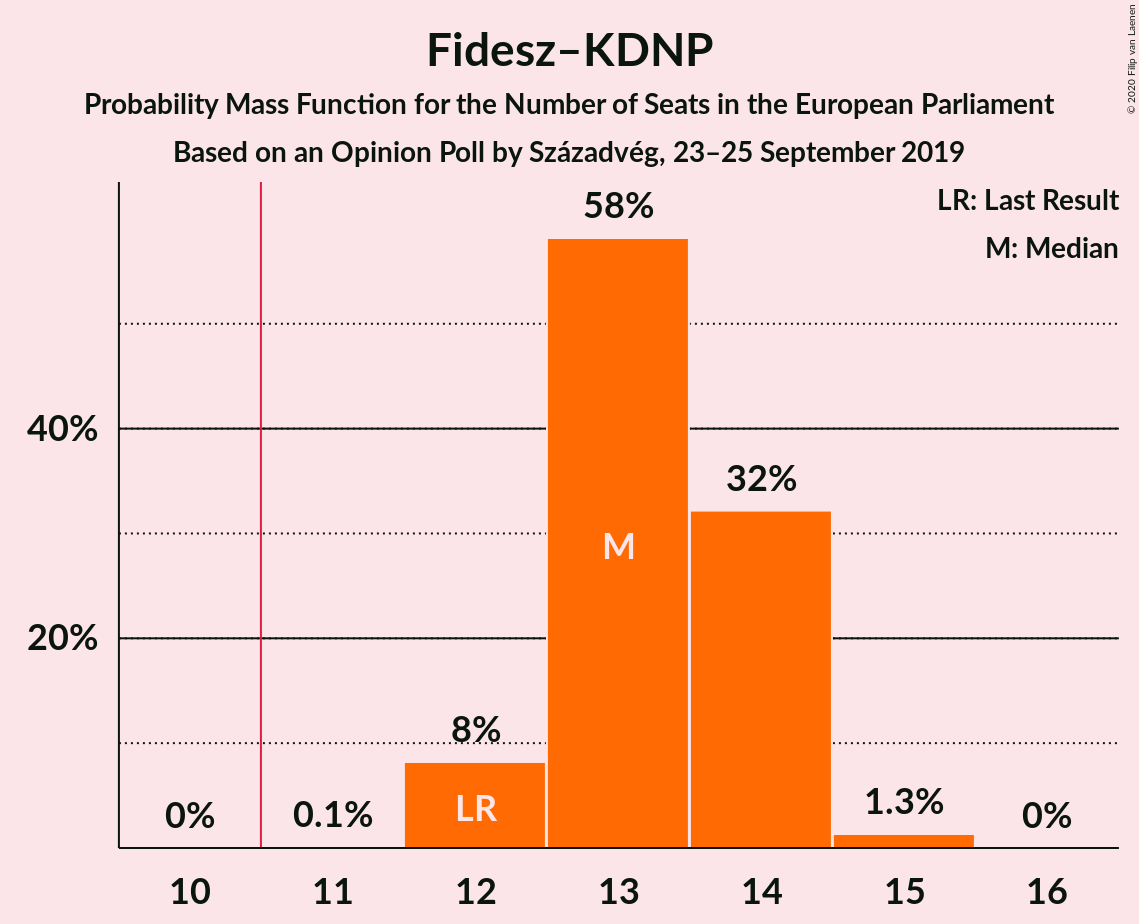 Fidesz–KDNP
Probability Mass Function for the Number of Seats in the European Parliament
Based on an Opinion Poll by Századvég, 23–25 September 2019
© 2020 Filip van Laenen
LR: Last Result
M: Median
58%
40%
32%
M
20%
8%
LR
0%
0.1%
1.3%
0%
10 11 12 13 14 15 16